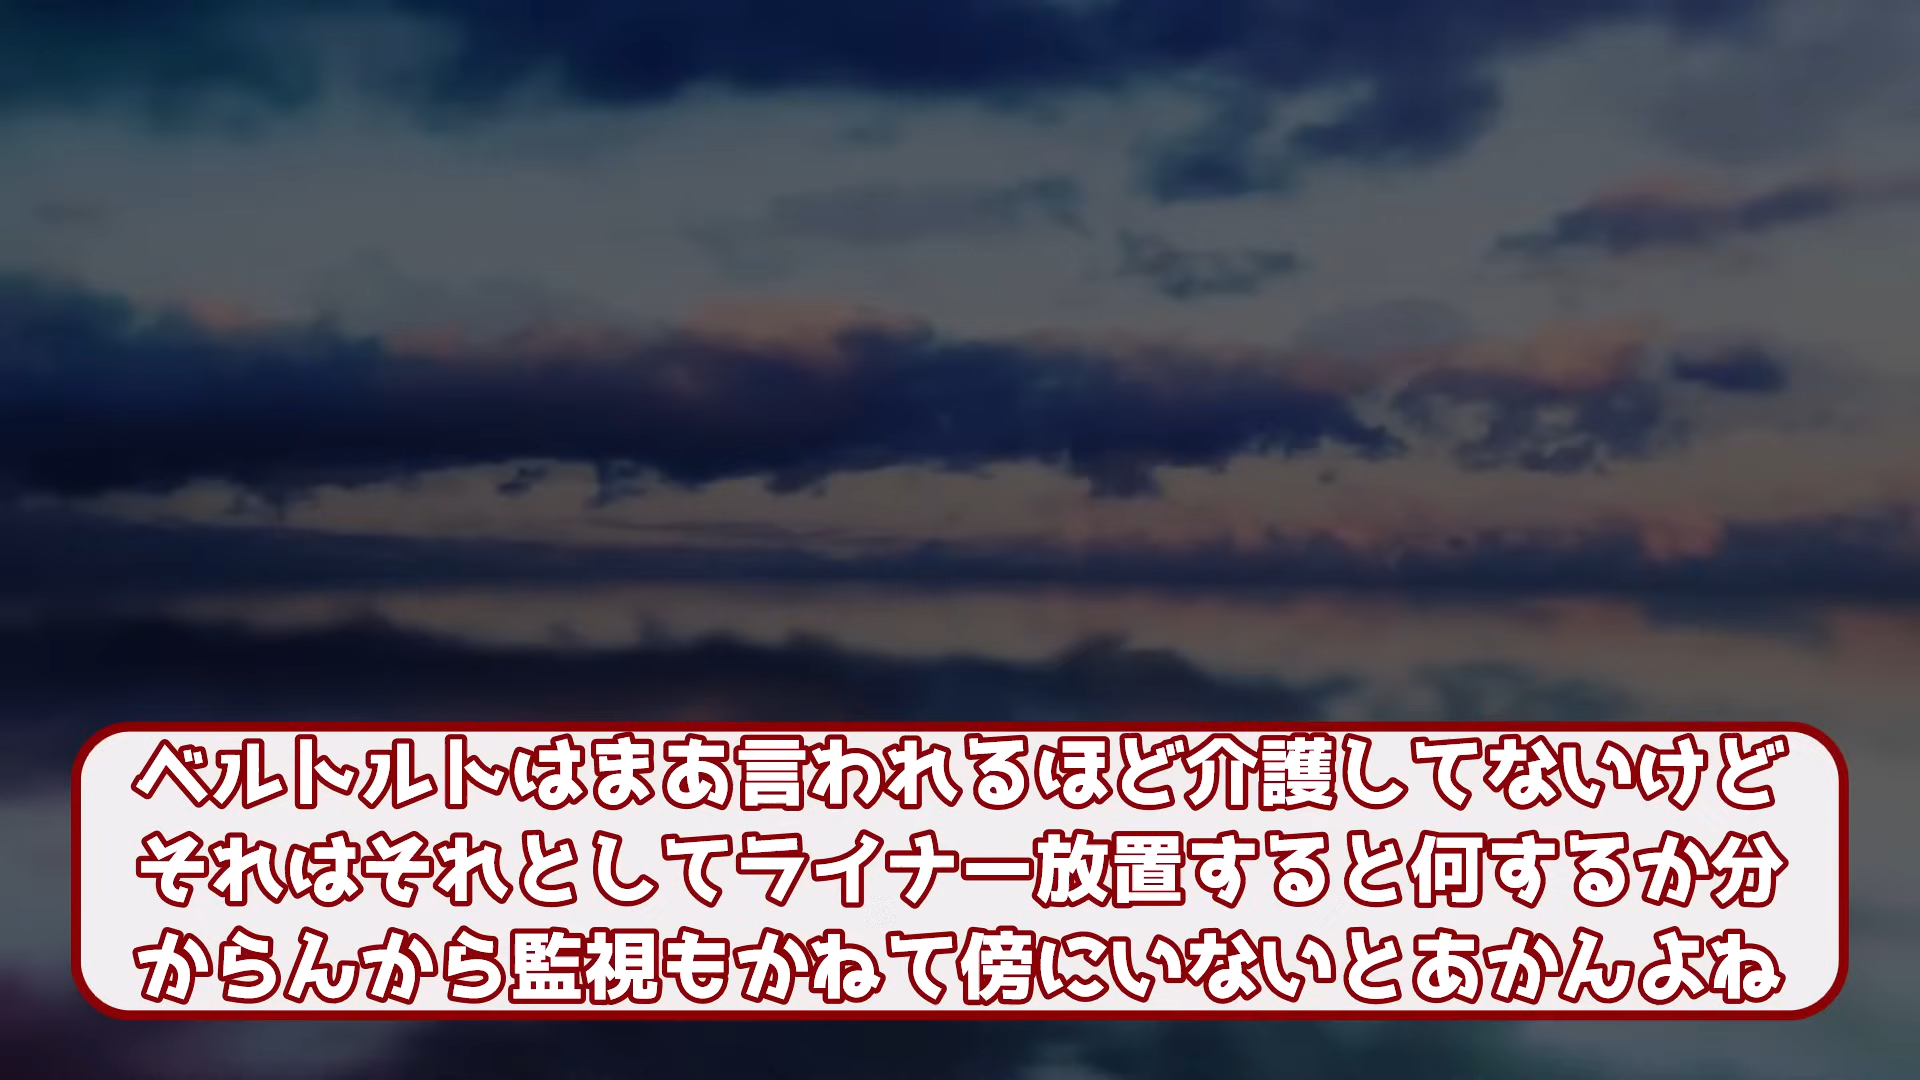 ベルトルトはまあ言われるほど介護してないけど
それはそれとしてライナー放置すると何するか分
からんから監視もかねて傍にいないとあかんよね